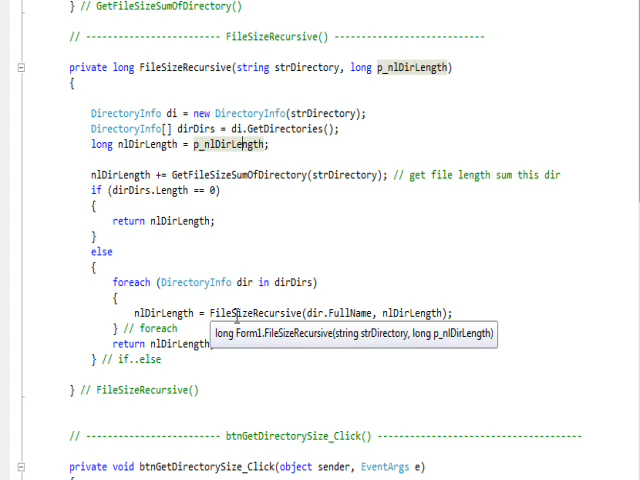 } // GetFileSizeSumOfDirectory()
// ------------------------- FileSizeRecursive() ----------------------------
private long FileSizeRecursive(string strDirectory, long p_nlDirLength)
{
DirectoryInfo di = new DirectoryInfo(strDirectory);
DirectoryInfo[] dirDirs = di.GetDirectories();
long nlDirLength = p_nlDirLength;
nlDirLength += GetFileSizeSumOfDirectory(strDirectory); // get file length sum this dir
if (dirDirs.Length == 0)
{
return nlDirLength;
}
else
{
foreach (DirectoryInfo dir in dirDirs)
{
nlDirLength = FileSizeRecursive(dir.FullName, nlDirLength);
} // foreach
long Form1.FileSizeRecursive(string strDirectory, long p_nlDirLength)
return nlDirLength;
} // if..else
} // FileSizeRecursive()
// ------------------------- btnGetDirectorySize_Click() --------------------------------------
private void btnGetDirectorySize_Click(object sender, EventArgs e)
{